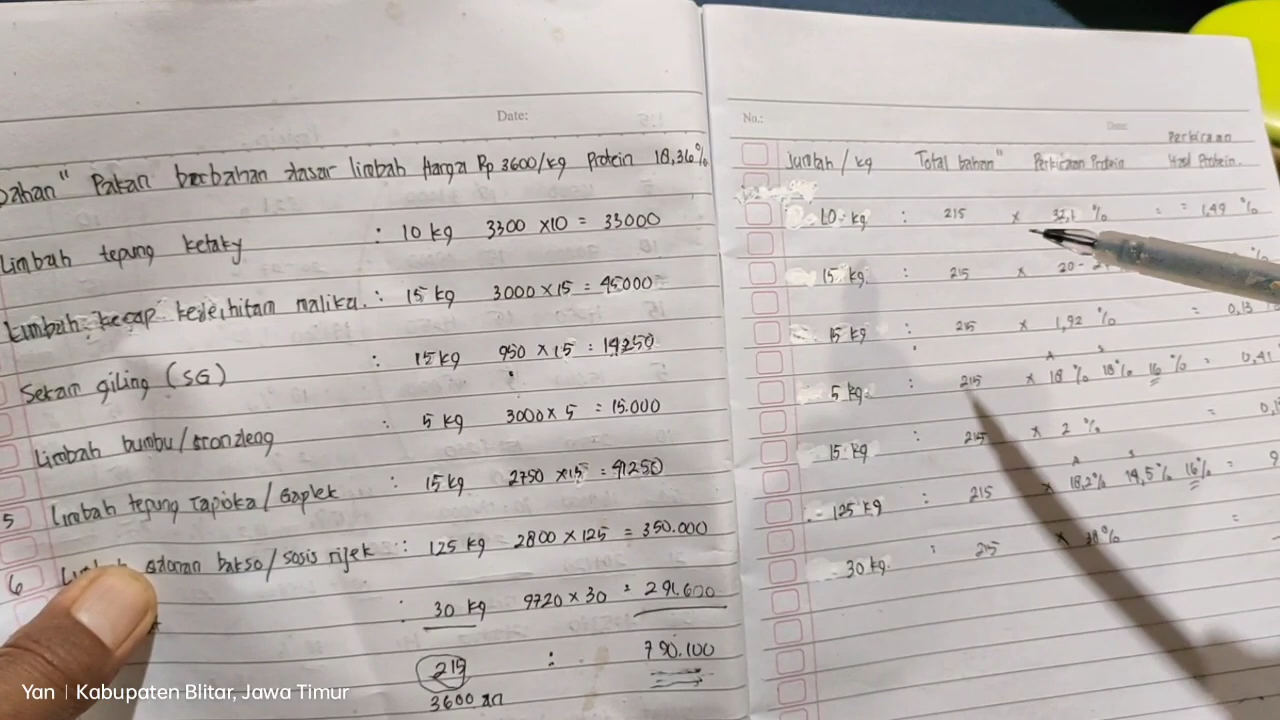 Date:
bahan" Pakan berbahan dasar limbah Harga Rp 3600/kg Protein 18,36%
Limbah tepung ketaky : 10 kg 3300 x10 = 33000
Limbah kecap kedel hitam malika. : 15 kg 3000 x 15 = 45000
Sekam giling (SG) : 15 kg 950 x 15 : 14250
Limbah bumbu/ : 5 kg 3000 x 5 = 15.000
5 Limbah tepung Tapioka / Gaplek : 15 kg 2750 x 15 = 41250
6 adonan bakso/sosis rijek : 125 kg 2800 x 125 = 350.000
: 30 kg 9720 x 30 = 291.600
215 : 790.100
3600 an
No.:
Date:
Jumlah / kg Total bahan" Perkiraan Protein Perkiraan Hasil Protein.
10 kg : 215 x 32,1 % = = 1,49 %
15 kg. : 215 x 20 - %
15 kg : 215 x 1,92 % = 0,13
A S
5 kg. : 215 x 18 % 18 % 16 % = 0,41
15 kg : 215 x 2 % =
A S
125 kg : 215 x 18,2 % 14,5 % 16 % = 9
30 kg. : 215 x 38 % =
Yan | Kabupaten Blitar, Jawa Timur